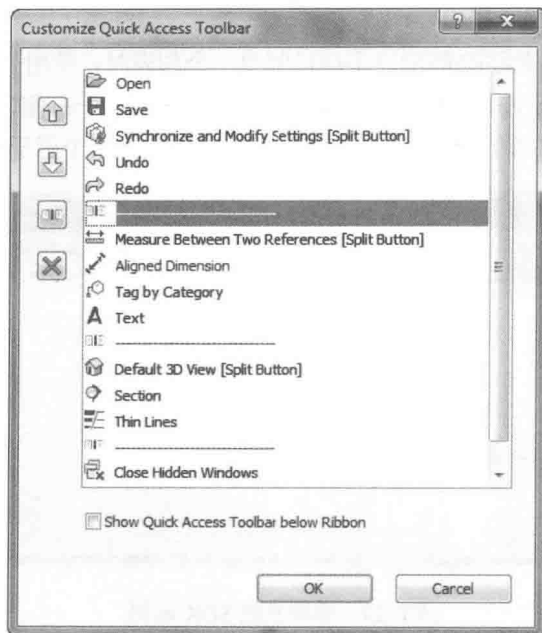 Customize Quick Access Toolbar
Open
Save
Synchronize and Modify Settings [Split Button]
Undo
Redo
--------------------------------
Measure Between Two References [Split Button]
Aligned Dimension
Tag by Category
A Text
--------------------------------
Default 3D View [Split Button]
Section
Thin Lines
--------------------------------
Close Hidden Windows
Show Quick Access Toolbar below Ribbon
OK Cancel